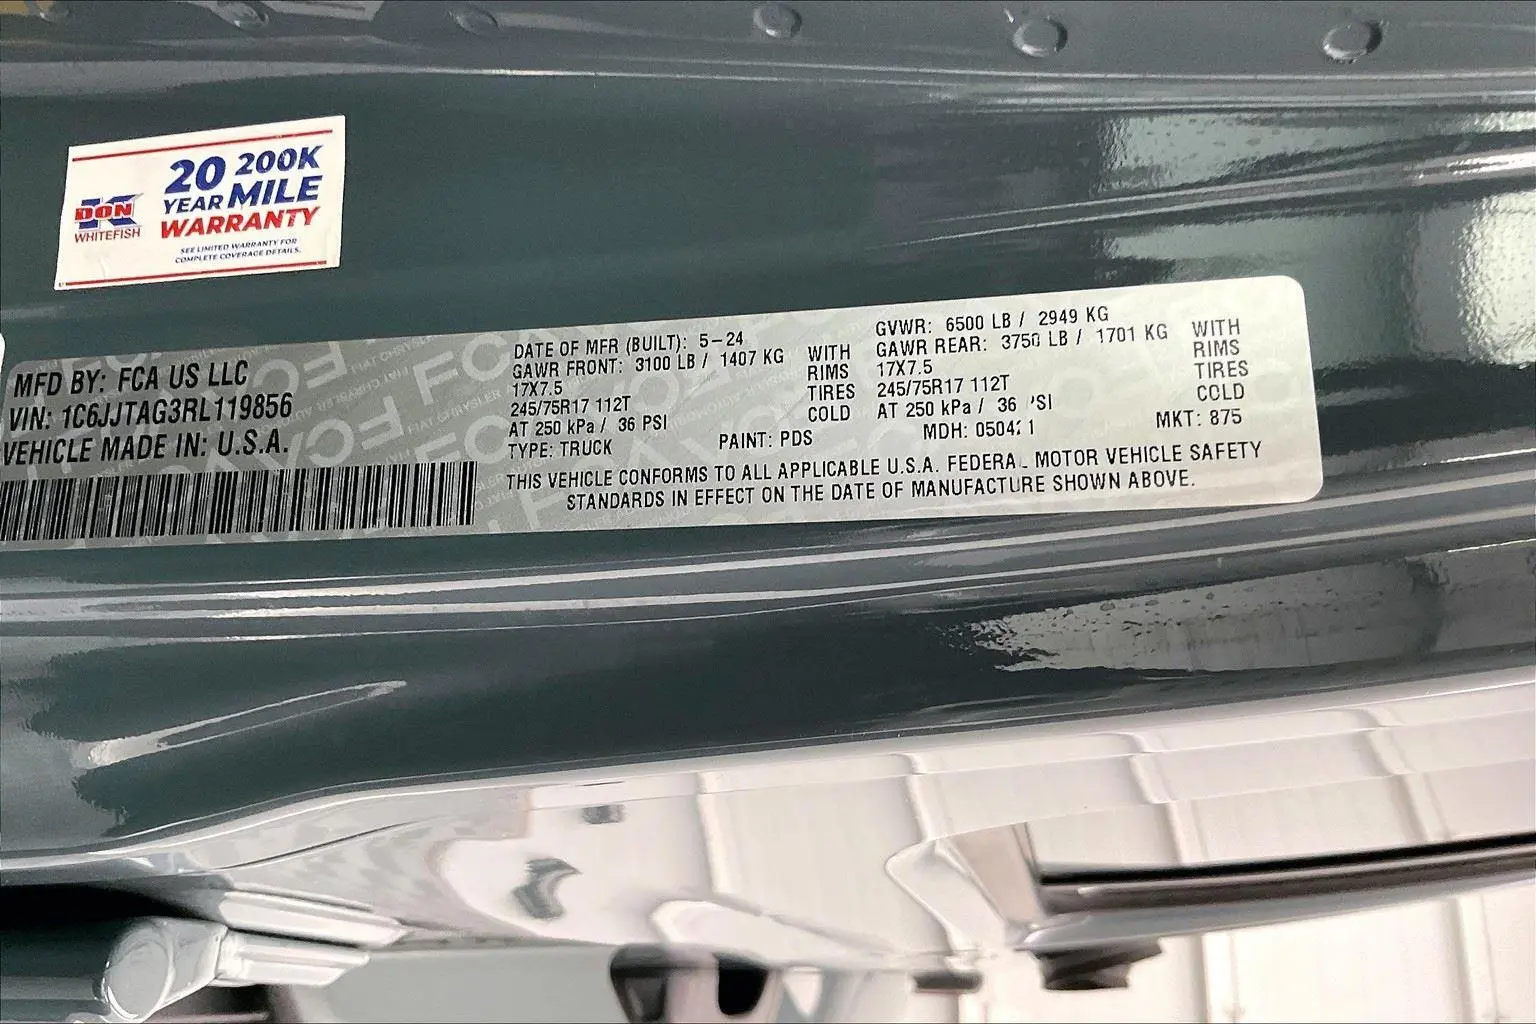 20 200K
YEAR MILE
WARRANTY
DON K
WHITEFISH
SEE LIMITED WARRANTY FOR
COMPLETE COVERAGE DETAILS.
MFD BY: FCA US LLC
VIN: 1C6JJTAG3RL119856
VEHICLE MADE IN: U.S.A.
DATE OF MFR (BUILT): 5-24
GAWR FRONT: 3100 LB / 1407 KG WITH
17X7.5 RIMS
245/75R17 112T TIRES
AT 250 kPa / 36 PSI COLD
TYPE: TRUCK PAINT: PDS
GVWR: 6500 LB / 2949 KG
GAWR REAR: 3750 LB / 1701 KG WITH
17X7.5 RIMS
245/75R17 112T TIRES
AT 250 kPa / 36 PSI COLD
MDH: MKT: 875
THIS VEHICLE CONFORMS TO ALL APPLICABLE U.S.A. FEDERAL MOTOR VEHICLE SAFETY
STANDARDS IN EFFECT ON THE DATE OF MANUFACTURE SHOWN ABOVE.